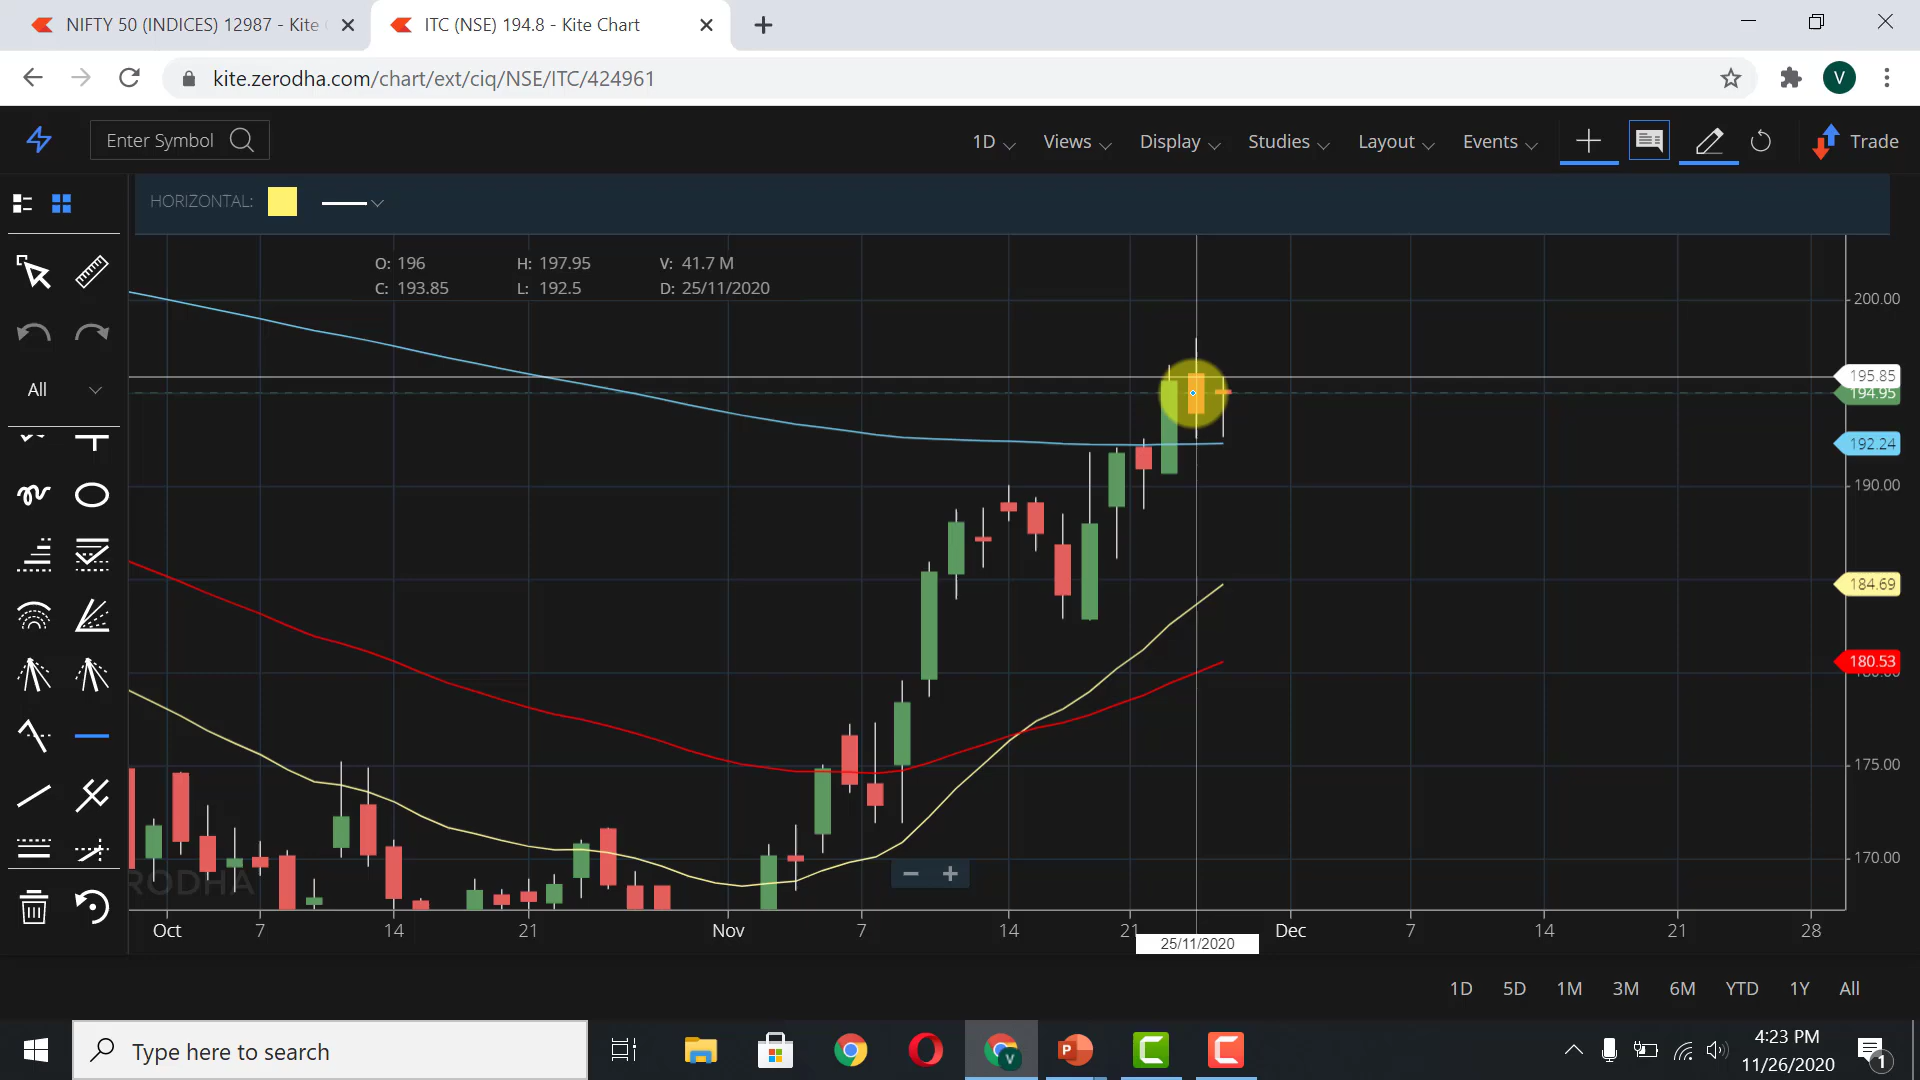 NIFTY 50 (INDICES) 12987 - Kite
ITC (NSE) 194.8 - Kite Chart
kite.zerodha.com/chart/ext/ciq/NSE/ITC/424961
V
Enter Symbol
1D
Views
Display
Studies
Layout
Events
Trade
HORIZONTAL:
O: 196 H: 197.95 V: 41.7 M
C: 193.85 L: 192.5 D: 25/11/2020
All
200.00
195.85
194.95
192.24
190.00
184.69
180.53
180.00
175.00
170.00
RODHA
Oct 7 14 21 Nov 7 14 21 Dec 7 14 21 28
25/11/2020
1D 5D 1M 3M 6M YTD 1Y All
Type here to search
V
P
4:23 PM
11/26/2020
1